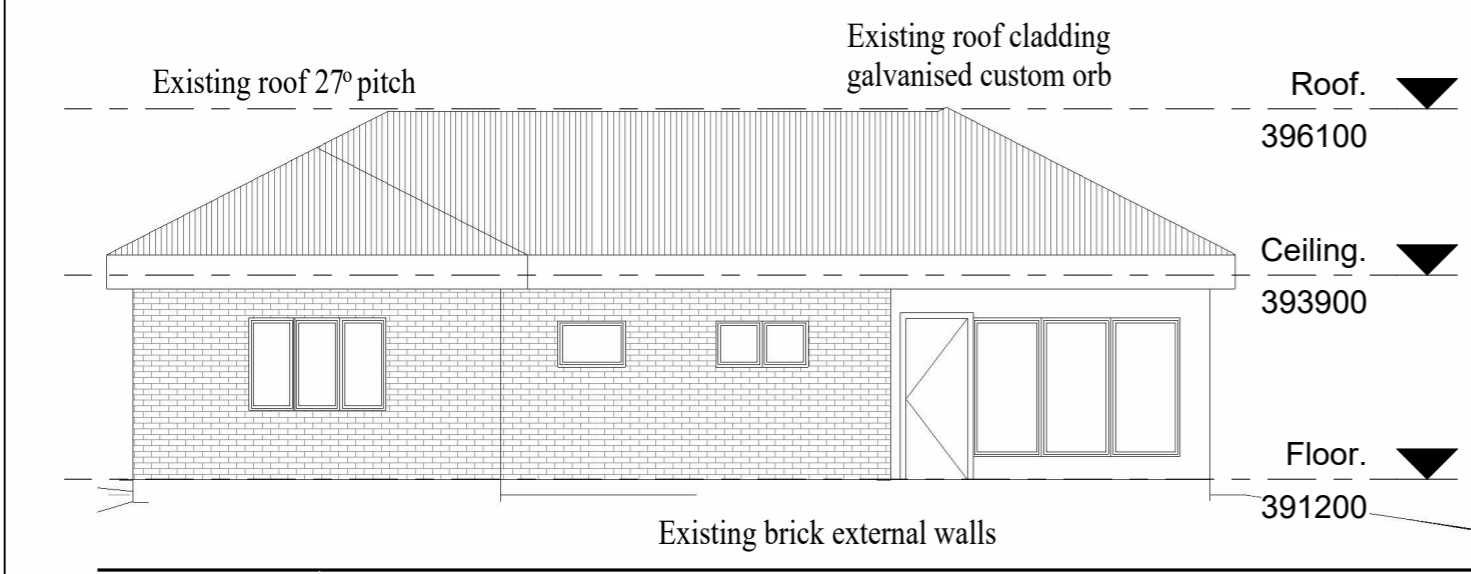 Existing roof cladding
galvanised custom orb
Existing roof 27º pitch
Roof.
396100
Ceiling.
393900
Floor.
391200
Existing brick external walls